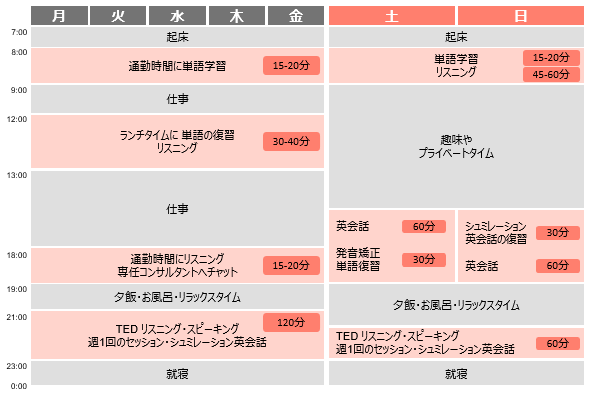 月 火 水 木 金 土 日
7:00
起床
起床
8:00
通勤時間に単語学習
15-20分
単語学習
15-20分
リスニング
45-60分
9:00
仕事
12:00
ランチタイムに 単語の復習
リスニング
30-40分
趣味や
プライベートタイム
13:00
仕事
英会話
60分
発音矯正
単語復習
30分
シュミレーション
英会話の復習
30分
英会話
60分
18:00
通勤時間にリスニング
専任コンサルタントへチャット
15-20分
19:00
夕飯・お風呂・リラックスタイム
夕飯・お風呂・リラックスタイム
21:00
120分
TED リスニング・スピーキング
週1回のセッション・シュミレーション英会話
TED リスニング・スピーキング
週1回のセッション・シュミレーション英会話
60分
23:00
就寝
就寝
0:00